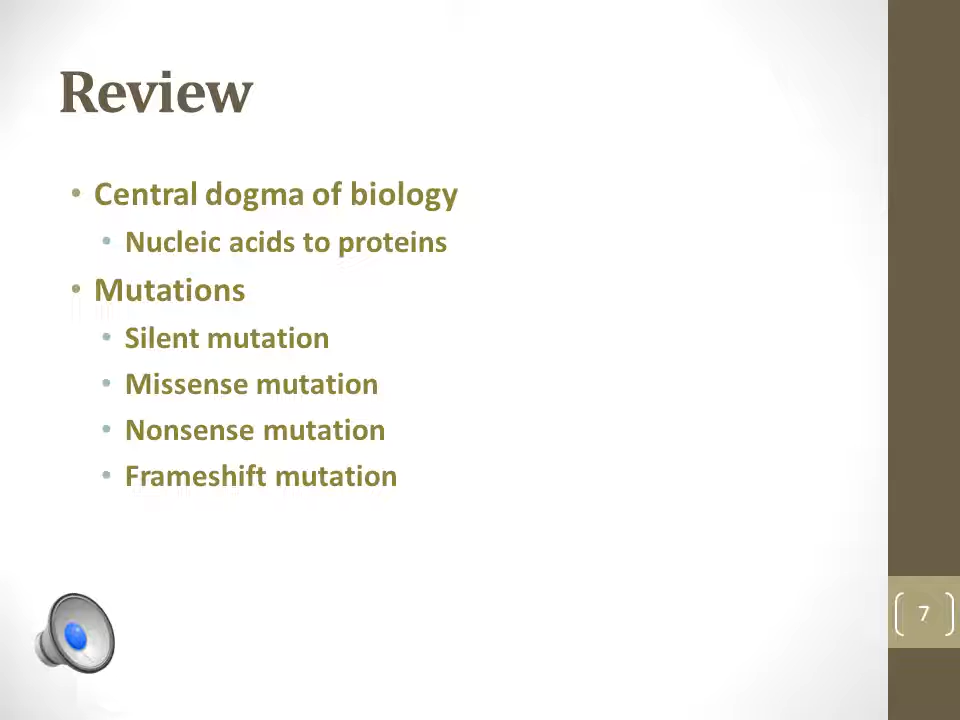 Review
• Central dogma of biology
• Nucleic acids to proteins
• Mutations
• Silent mutation
• Missense mutation
• Nonsense mutation
• Frameshift mutation
7